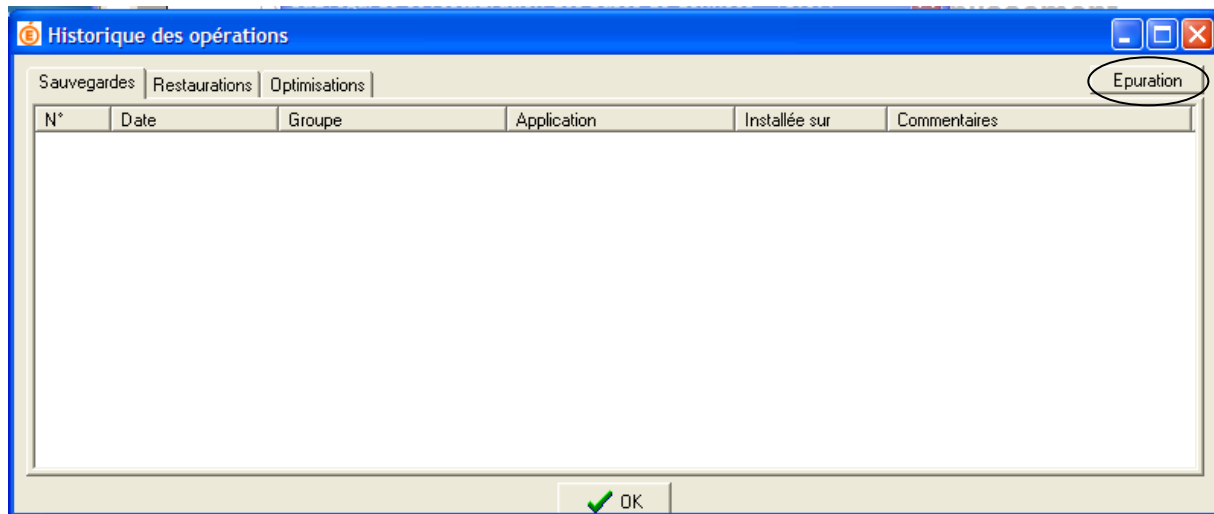 Historique des opérations
Sauvegardes Restaurations Optimisations Epuration
N° Date Groupe Application Installée sur Commentaires
OK